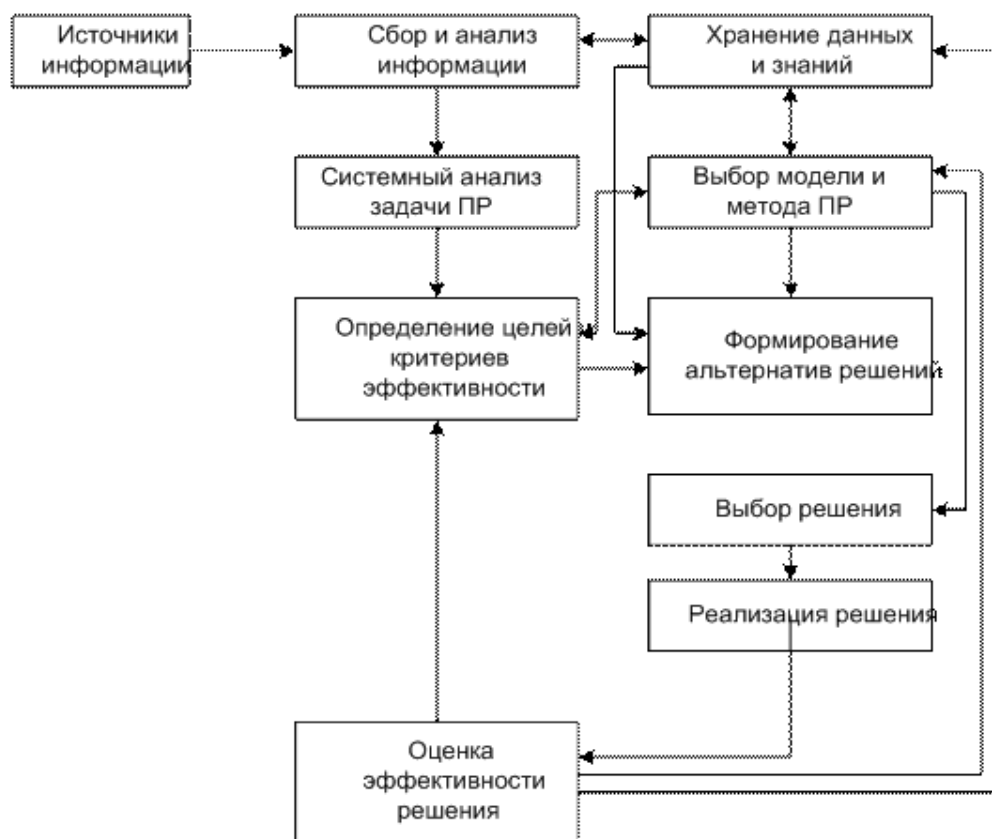 Источники
информации
Сбор и анализ
информации
Хранение данных
и знаний
Системный анализ
задачи ПР
Выбор модели и
метода ПР
Определение целей
критериев
эффективности
Формирование
альтернатив решений
Выбор решения
Реализация решения
Оценка
эффективности
решения